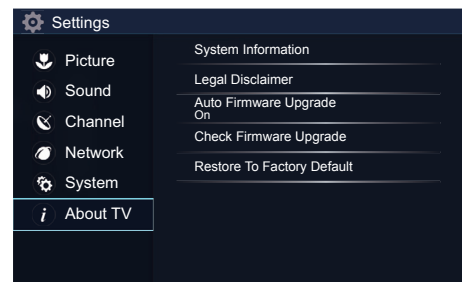 Settings
Picture
Sound
Channel
Network
System
About TV
System Information
Legal Disclaimer
Auto Firmware Upgrade
On
Check Firmware Upgrade
Restore To Factory Default